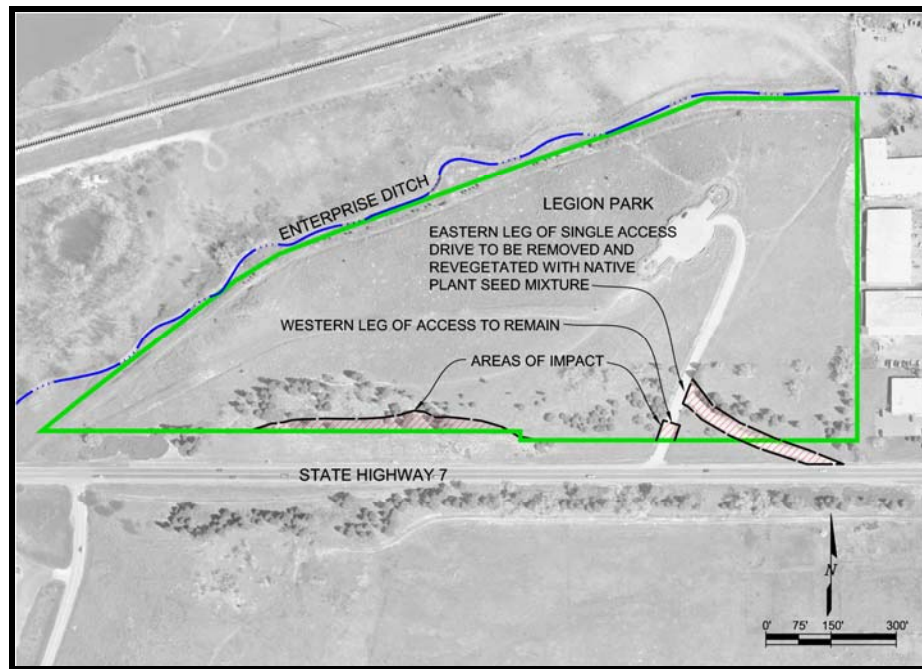 ENTERPRISE DITCH
LEGION PARK
EASTERN LEG OF SINGLE ACCESS
DRIVE TO BE REMOVED AND
REVEGETATED WITH NATIVE
PLANT SEED MIXTURE
WESTERN LEG OF ACCESS TO REMAIN
AREAS OF IMPACT
STATE HIGHWAY 7
N
0' 75' 150' 300'